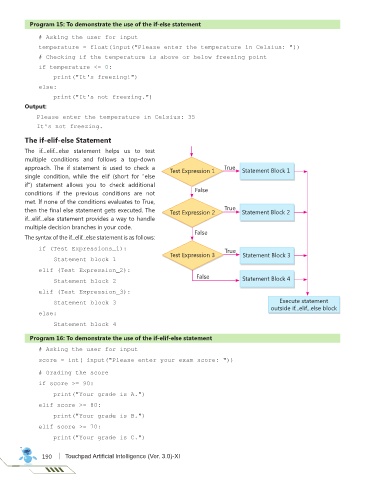 Program 15: To demonstrate the use of the if-else statement
# Asking the user for input
temperature = float(input("Please enter the temperature in Celsius: "))
# Checking if the temperature is above or below freezing point
if temperature <= 0:
print("It's freezing!")
else:
print("It's not freezing.")
Output:
Please enter the temperature in Celsius: 35
It's not freezing.
The if-elif-else Statement
The if..elif..else statement helps us to test
multiple conditions and follows a top-down
approach. The if statement is used to check a
single condition, while the elif (short for "else
if") statement allows you to check additional
conditions if the previous conditions are not
met. If none of the conditions evaluates to True,
then the final else statement gets executed. The
if..elif..else statement provides a way to handle
multiple decision branches in your code.
The syntax of the if..elif..else statement is as follows:
if (Test Expressions_1):
Statement block 1
elif (Test Expression_2):
Statement block 2
elif (Test Expression_3):
Statement block 3
else:
Statement block 4
Test Expression 1
True
Statement Block 1
False
Test Expression 2
True
Statement Block 2
False
Test Expression 3
True
Statement Block 3
False
Statement Block 4
Execute statement
outside if..elif..else block
Program 16: To demonstrate the use of the if-elif-else statement
# Asking the user for input
score = int( input("Please enter your exam score: "))
# Grading the score
if score >= 90:
print("Your grade is A.")
elif score >= 80:
print("Your grade is B.")
elif score >= 70:
print("Your grade is C.")
190
Touchpad Artificial Intelligence (Ver. 3.0)-XI